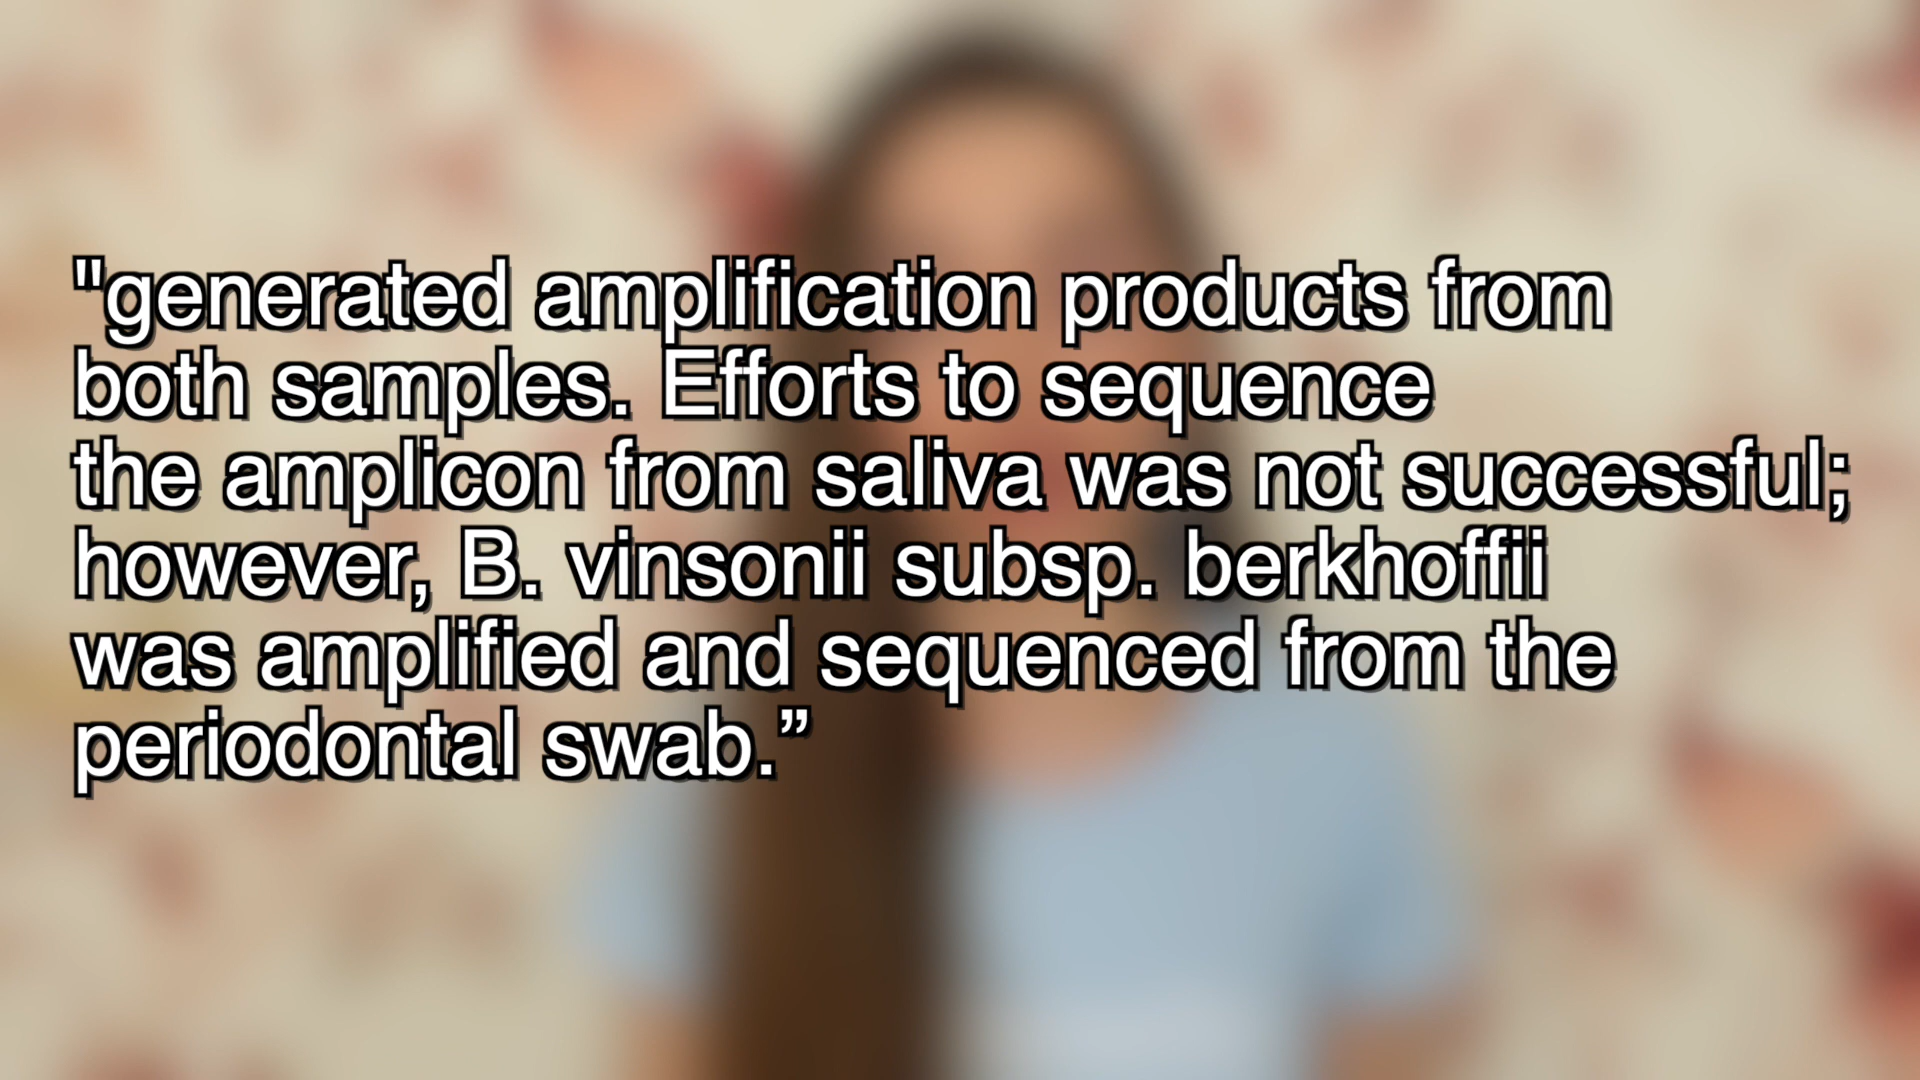 "generated amplification products from
both samples. Efforts to sequence
the amplicon from saliva was not successful;
however, B. vinsonii subsp. berkhoffii
was amplified and sequenced from the
periodontal swab.”